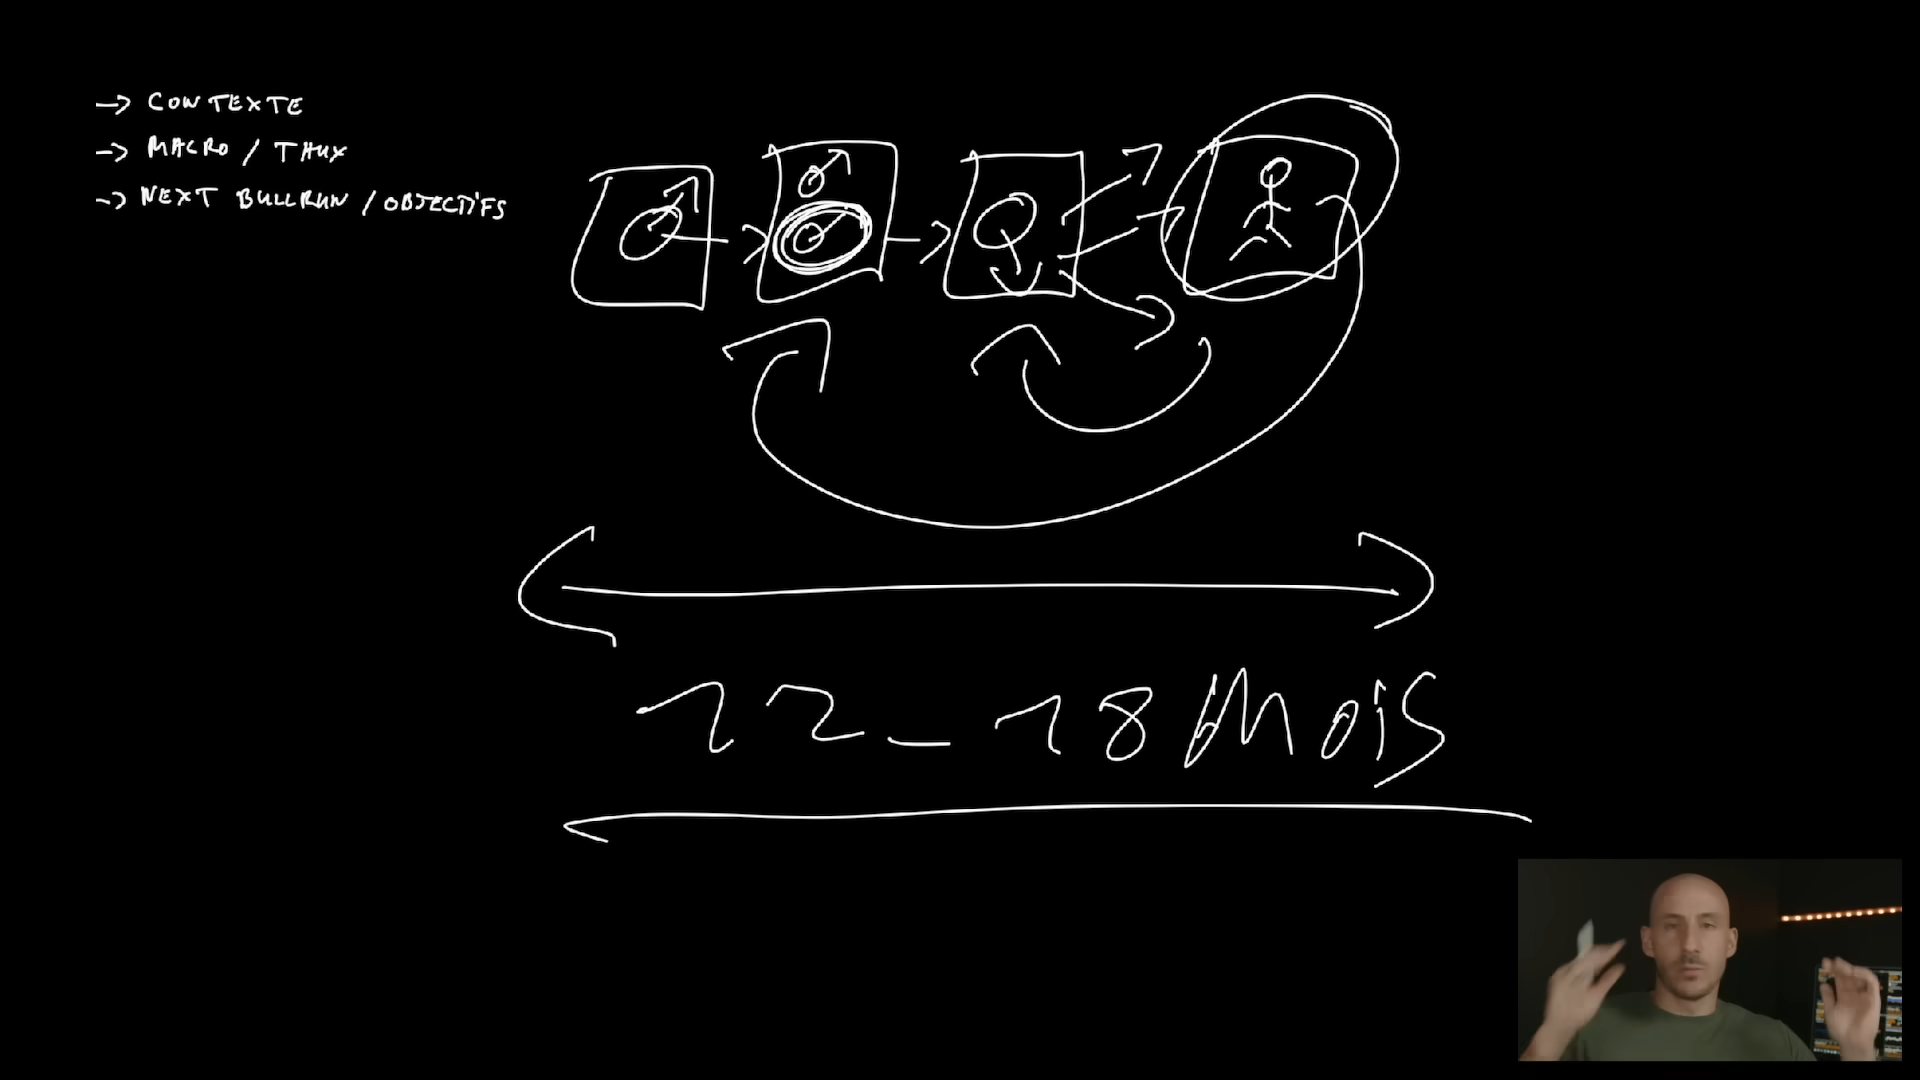 → CONTEXTE
→ MACRO / TAUX
→ NEXT BULLRUN / OBJECTIFS
12 - 18 Mois